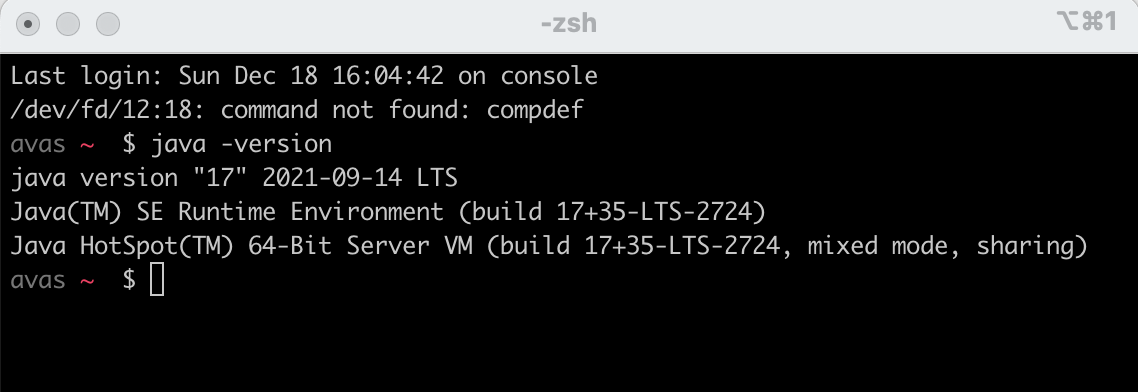 -zsh
⌥⌘1
Last login: Sun Dec 18 16:04:42 on console
/dev/fd/12:18: command not found: compdef
avas ~  $ java -version
java version "17" 2021-09-14 LTS
Java(TM) SE Runtime Environment (build 17+35-LTS-2724)
Java HotSpot(TM) 64-Bit Server VM (build 17+35-LTS-2724, mixed mode, sharing)
avas ~  $